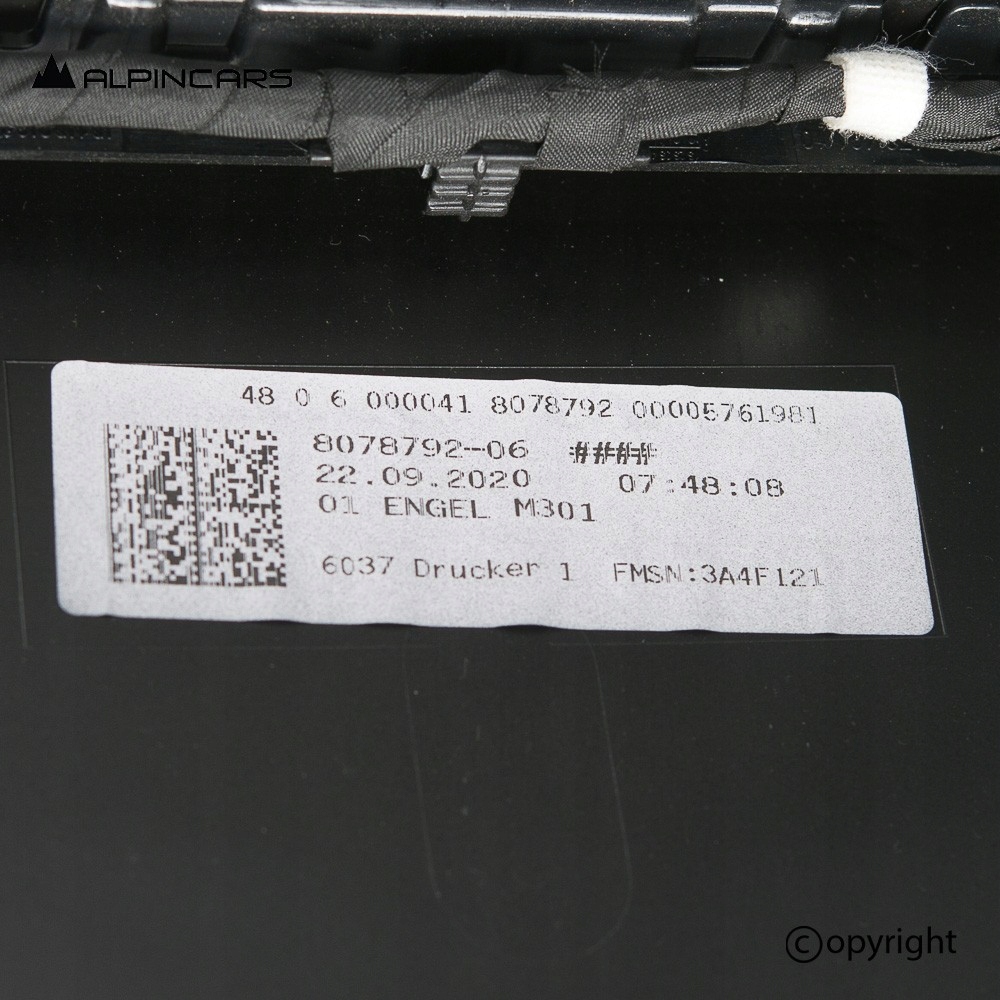 ALPINCARS
48 0 6 000041 8078792 00005761981
8078792-06 ####
22.09.2020 07:48:08
01 ENGEL M301
6037 Drucker 1 FMSN:3A4F121
©opyright